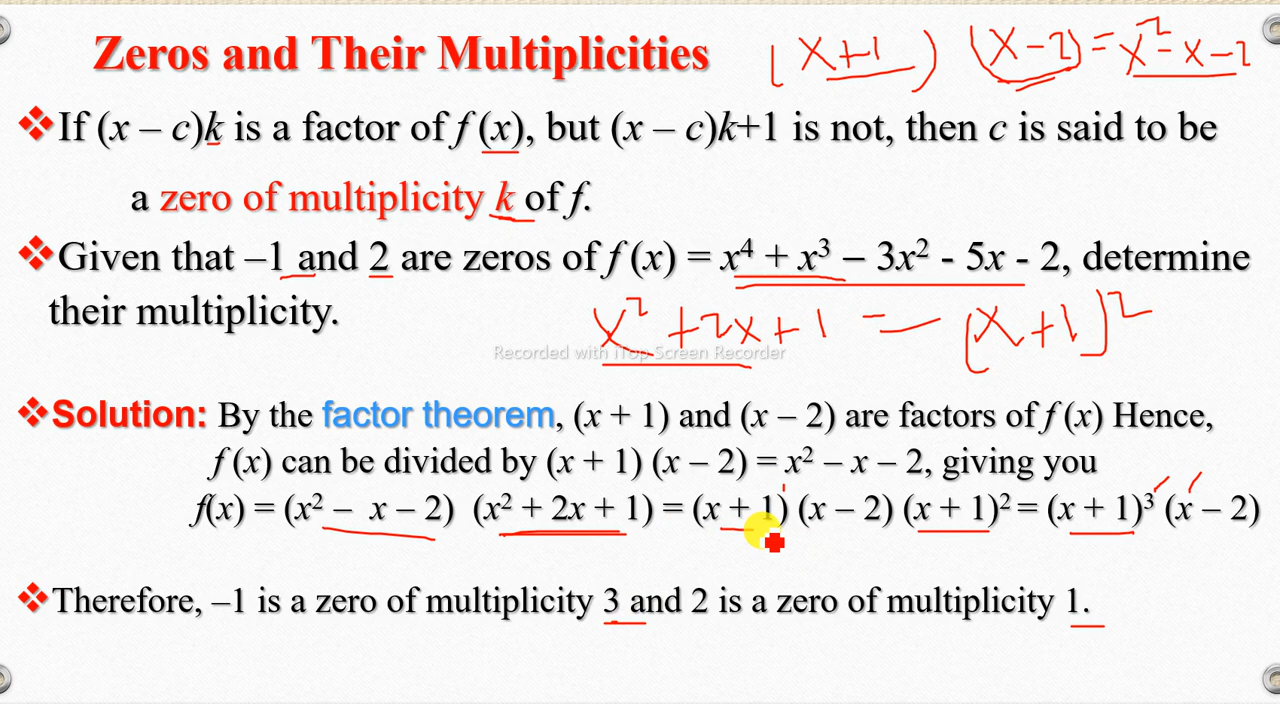 Zeros and Their Multiplicities (x+1) (x-2) = x² - x - 2
❖If (x – c)k is a factor of f (x), but (x – c)k+1 is not, then c is said to be
a zero of multiplicity k of f.
❖Given that –1 and 2 are zeros of f (x) = x⁴ + x³ – 3x² - 5x - 2, determine
their multiplicity.
x² + 2x + 1 = (x+1)²
Recorded with iTop Screen Recorder
❖Solution: By the factor theorem, (x + 1) and (x – 2) are factors of f (x) Hence,
f (x) can be divided by (x + 1) (x – 2) = x² – x – 2, giving you
f(x) = (x² – x – 2) (x² + 2x + 1) = (x + 1) (x – 2) (x + 1)² = (x + 1)³ (x – 2)
❖Therefore, –1 is a zero of multiplicity 3 and 2 is a zero of multiplicity 1.